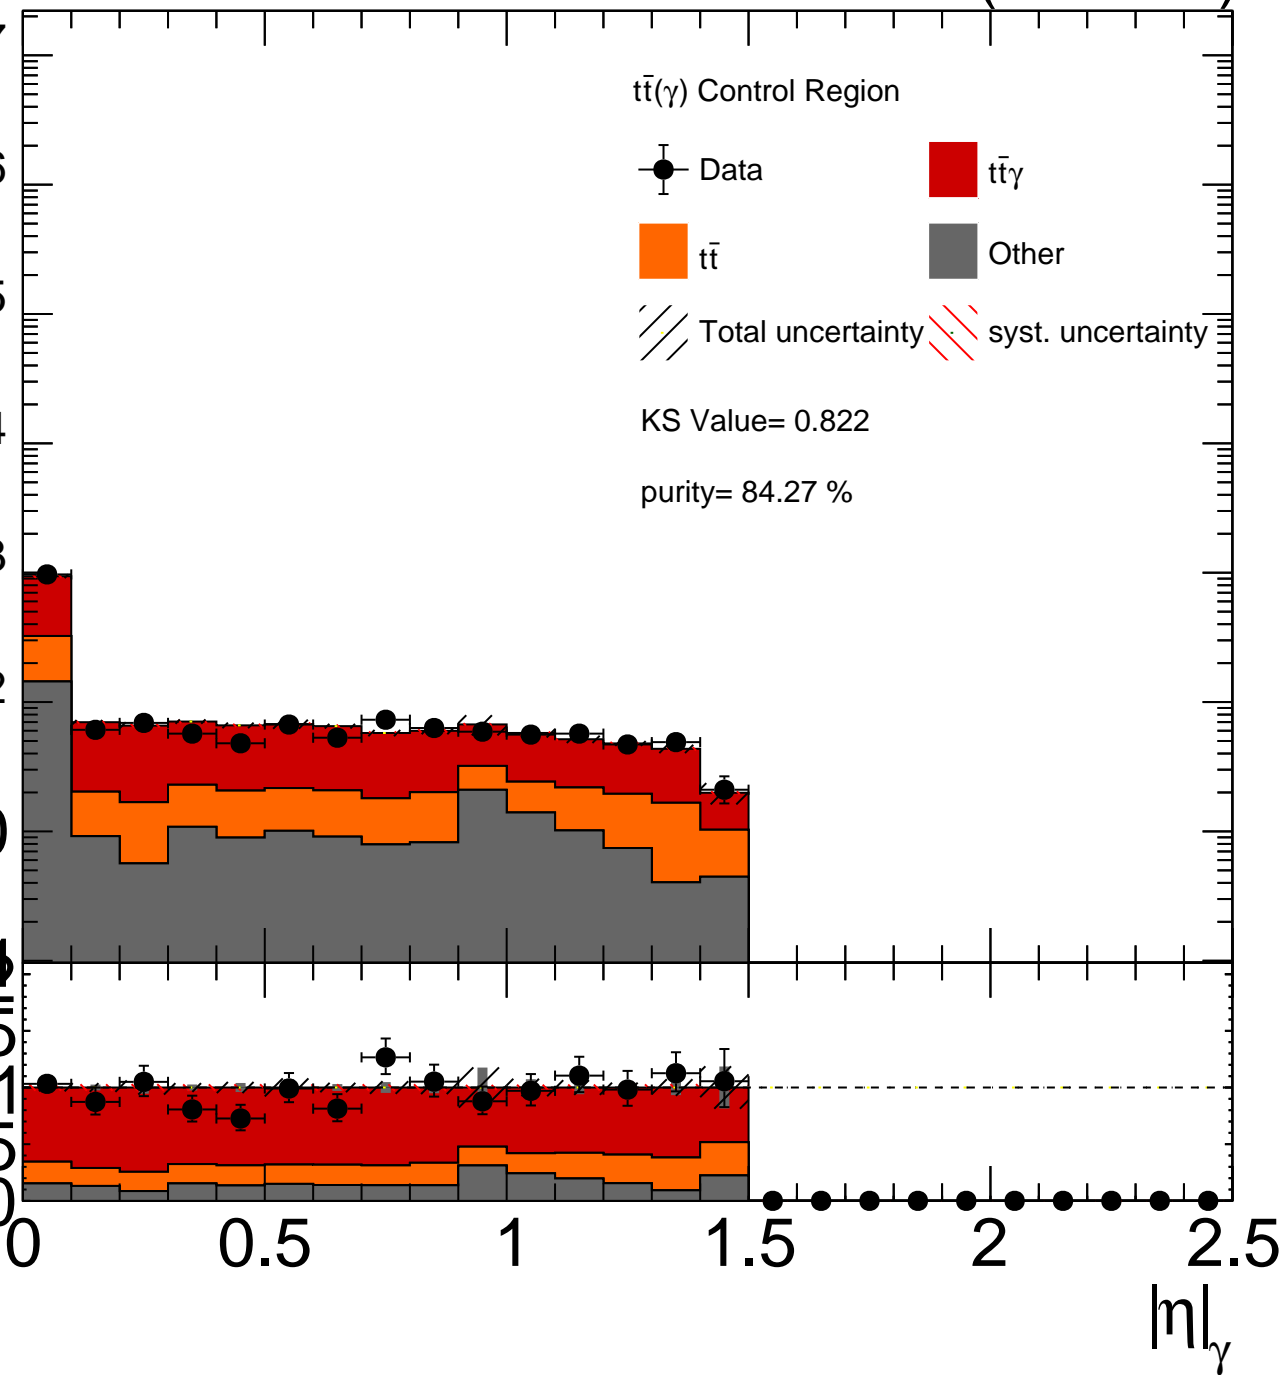 tt̄(γ) Control Region
Data
tt̄γ
tt̄
Other
Total uncertainty
syst. uncertainty
KS Value= 0.822
purity= 84.27 %
0 0.5 1 1.5 2 2.5
|η|γ